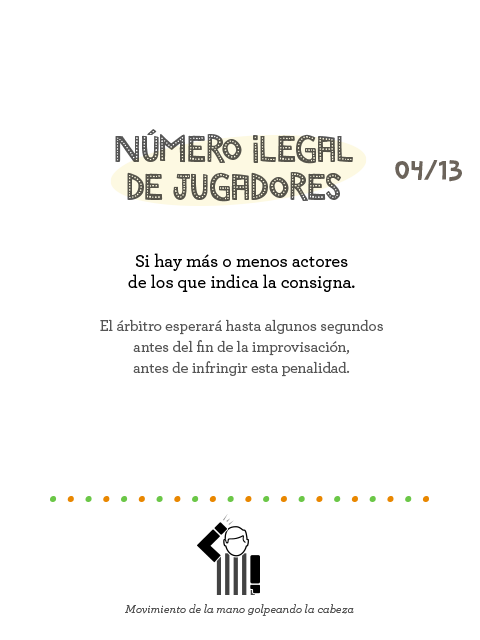 NÚMERO iLEGAL
DE JUGADORES
04/13
Si hay más o menos actores
de los que indica la consigna.
El árbitro esperará hasta algunos segundos
antes del fin de la improvisación,
antes de infringir esta penalidad.
Movimiento de la mano golpeando la cabeza